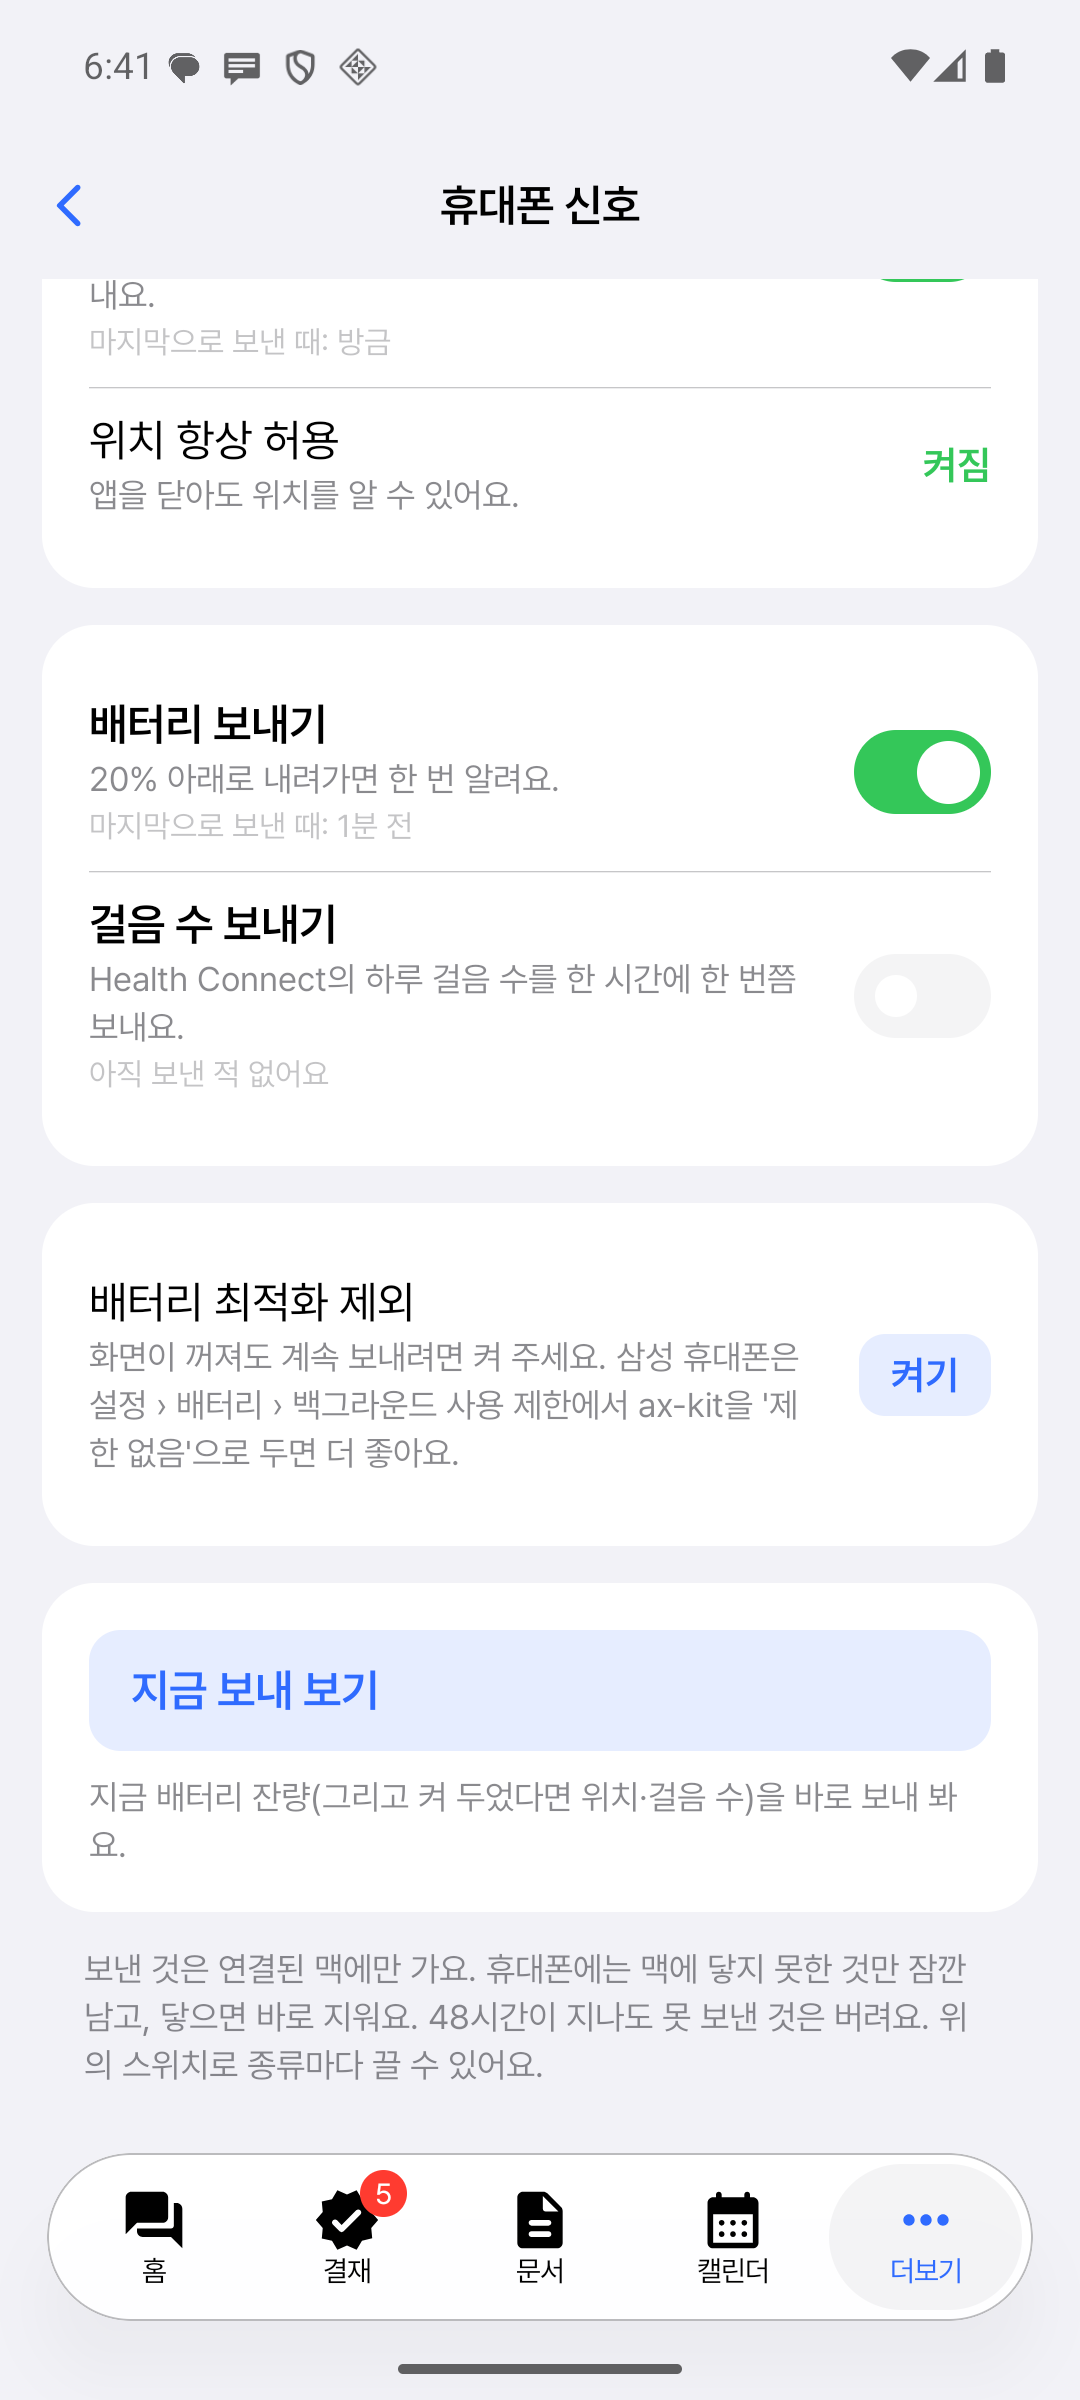 6:41
휴대폰 신호
내요.
마지막으로 보낸 때: 방금
위치 항상 허용
앱을 닫아도 위치를 알 수 있어요.
켜짐
배터리 보내기
20% 아래로 내려가면 한 번 알려요.
마지막으로 보낸 때: 1분 전
걸음 수 보내기
Health Connect의 하루 걸음 수를 한 시간에 한 번쯤
보내요.
아직 보낸 적 없어요
배터리 최적화 제외
화면이 꺼져도 계속 보내려면 켜 주세요. 삼성 휴대폰은
설정 › 배터리 › 백그라운드 사용 제한에서 ax-kit을 '제
한 없음'으로 두면 더 좋아요.
켜기
지금 보내 보기
지금 배터리 잔량(그리고 켜 두었다면 위치·걸음 수)을 바로 보내 봐
요.
보낸 것은 연결된 맥에만 가요. 휴대폰에는 맥에 닿지 못한 것만 잠깐
남고, 닿으면 바로 지워요. 48시간이 지나도 못 보낸 것은 버려요. 위
의 스위치로 종류마다 끌 수 있어요.
5
홈
결재
문서
캘린더
더보기